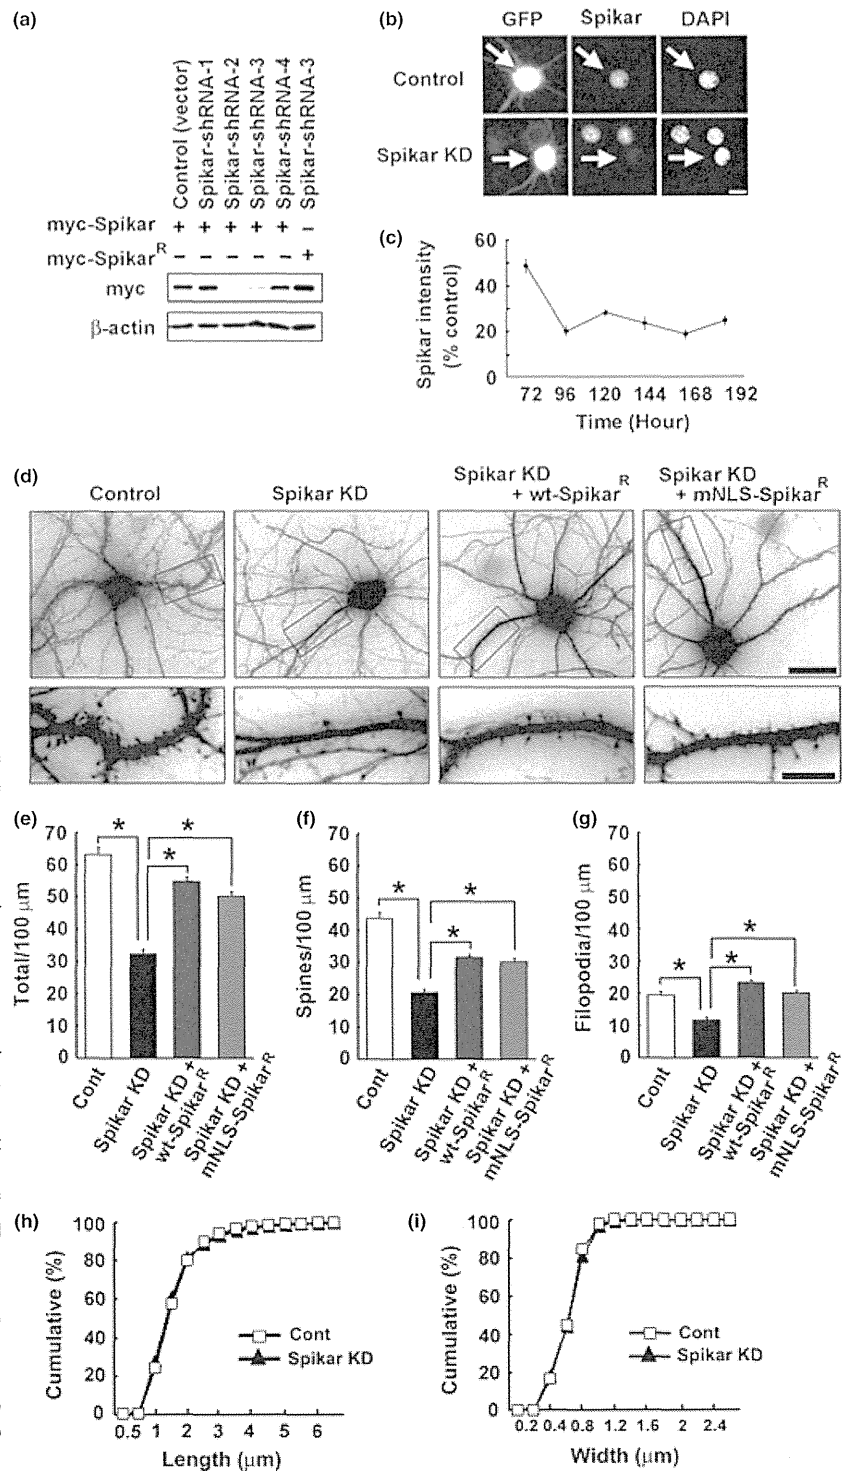 (a)
Control (vector)
Spikar-shRNA-1
Spikar-shRNA-2
Spikar-shRNA-3
Spikar-shRNA-4
Spikar-shRNA-3
myc-Spikar + + + + + –
myc-Spikar R – – – – – +
myc
β-actin
(b)
GFP Spikar DAPI
Control
Spikar KD
(c)
Spikar intensity
(% control)
60
40
20
0
72 96 120 144 168 192
Time (Hour)
(d)
Control
Spikar KD
Spikar KD
+ wt-Spikar R
Spikar KD
+ mNLS-Spikar R
(e)
Total/100 μm
70
60
50
40
30
20
10
0
* * *
Cont
Spikar KD
Spikar KD +
wt-Spikar R
Spikar KD +
mNLS-Spikar R
(f)
Spines/100 μm
70
60
50
40
30
20
10
0
* * *
Cont
Spikar KD
Spikar KD +
wt-Spikar R
Spikar KD +
mNLS-Spikar R
(g)
Filopodia/100 μm
70
60
50
40
30
20
10
0
* * *
Cont
Spikar KD
Spikar KD +
wt-Spikar R
Spikar KD +
mNLS-Spikar R
(h)
Cumulative (%)
100
80
60
40
20
0
Cont
Spikar KD
0.5 1 2 3 4 5 6
Length (μm)
(i)
Cumulative (%)
100
80
60
40
20
0
Cont
Spikar KD
0.2 0.4 0.8 1.2 1.6 2 2.4
Width (μm)